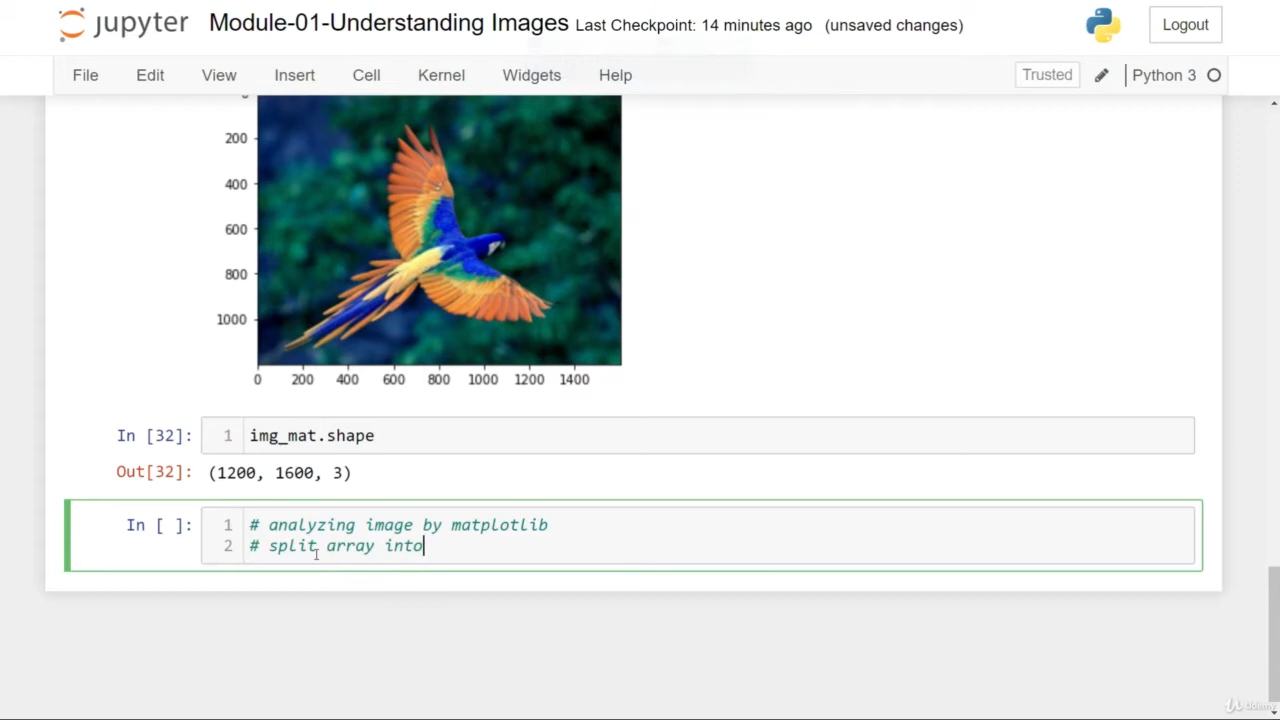 jupyter Module-01-Understanding Images Last Checkpoint: 14 minutes ago (unsaved changes) Logout
File Edit View Insert Cell Kernel Widgets Help Trusted Python 3
200
400
600
800
1000
0 200 400 600 800 1000 1200 1400
In [32]: 1 img_mat.shape
Out[32]: (1200, 1600, 3)
In [ ]: 1 # analyzing image by matplotlib
2 # split array into
Udemy